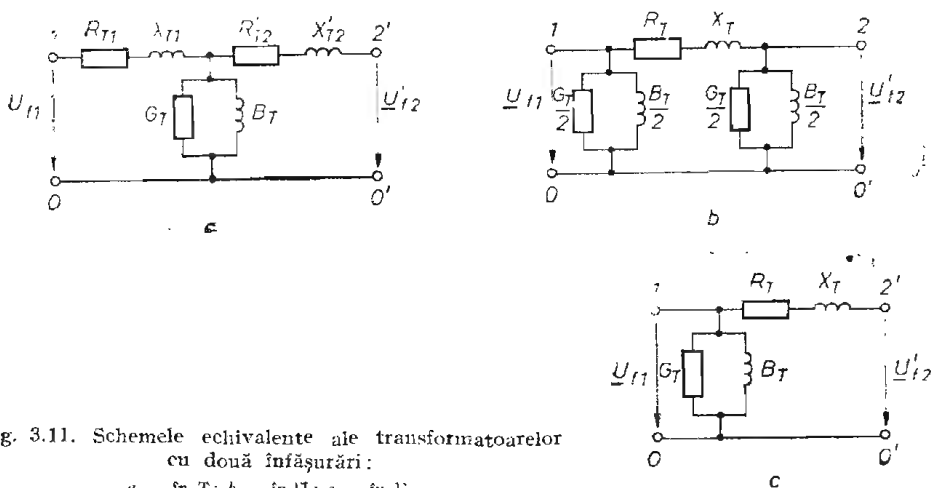 1 R_T1 X_T1 R'_T2 X'_T2 2'
U_f1 G_T B_T U'_f2
0 0'
a
1 R_T X_T 2
U_f1 G_T/2 B_T/2 G_T/2 B_T/2 U'_f2
0 0'
b
1 R_T X_T 2'
U_f1 G_T B_T U'_f2
0 0'
c
g. 3.11. Schemele echivalente ale transformatoarelor
cu două înfășurări: